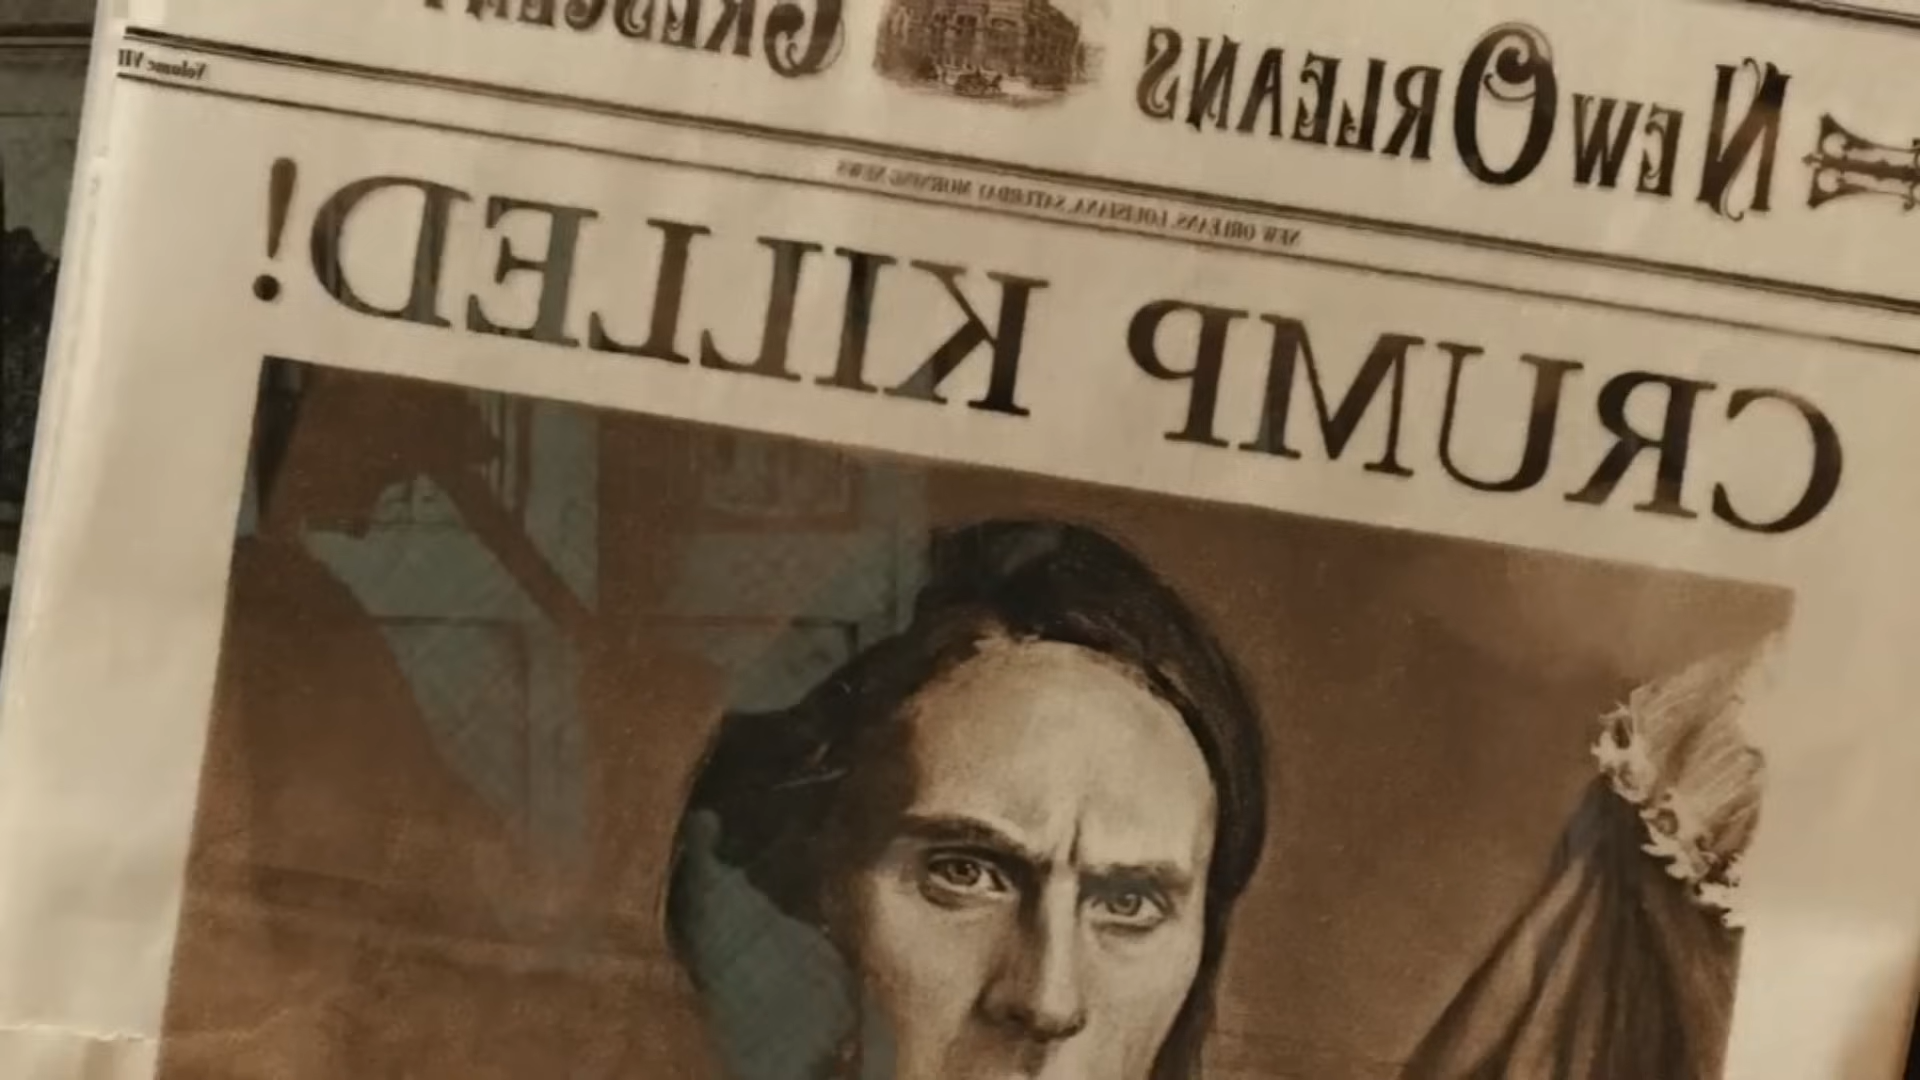 NEW ORLEANS CRESCENT
Volume VII
NEW ORLEANS, LOUISIANA, SATURDAY MORNING NEWS
CRUMP KILLED!